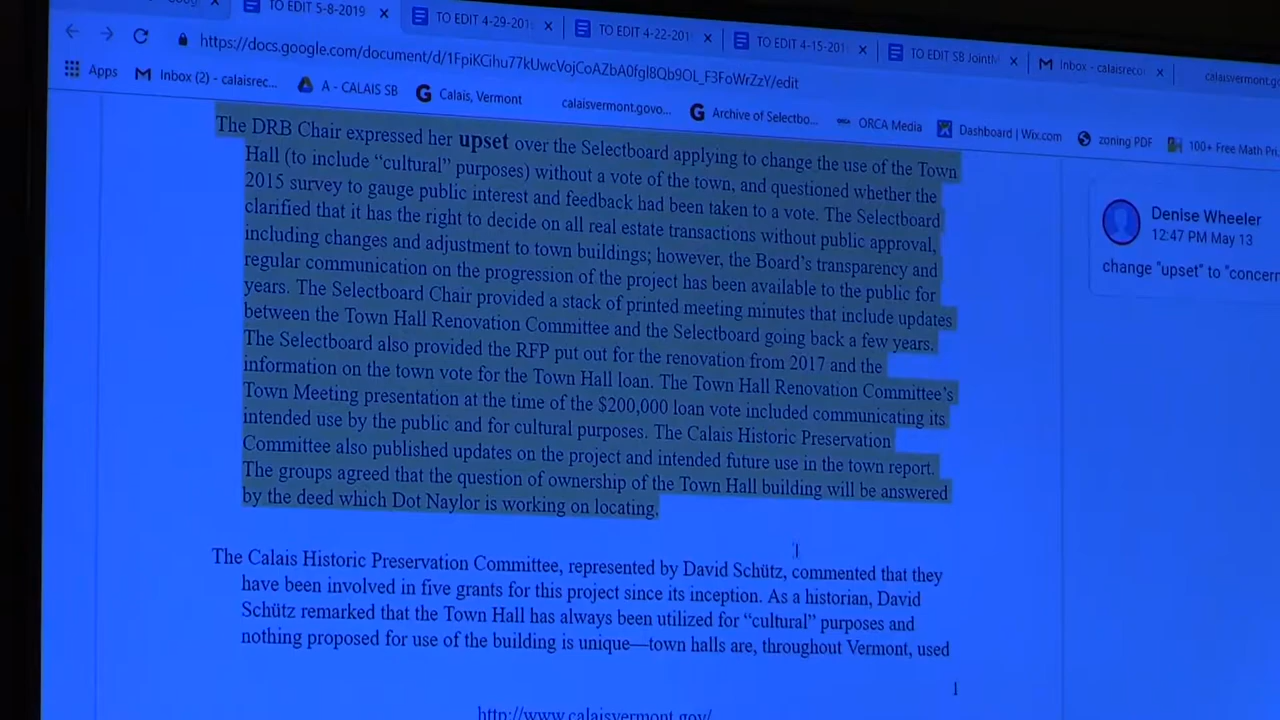 TO EDIT 5-8-2019
TO EDIT 4-29-201
TO EDIT 4-22-201
TO EDIT 4-15-201
TO EDIT SB JointM
Inbox - calaisreco
calaisvermont.g
https://docs.google.com/document/d/1FpiKCihu77kUwcVojCoAZbA0fgl8Qb9OL_F3FoWrZzY/edit
Apps
Inbox (2) - calaisrec...
A - CALAIS SB
Calais, Vermont
calaisvermont.govo...
Archive of Selectbo...
ORCA Media
Dashboard | Wix.com
zoning PDF
100+ Free Math Pri
The DRB Chair expressed her upset over the Selectboard applying to change the use of the Town
Hall (to include “cultural” purposes) without a vote of the town, and questioned whether the
2015 survey to gauge public interest and feedback had been taken to a vote. The Selectboard
clarified that it has the right to decide on all real estate transactions without public approval,
including changes and adjustment to town buildings; however, the Board’s transparency and
regular communication on the progression of the project has been available to the public for
years. The Selectboard Chair provided a stack of printed meeting minutes that include updates
between the Town Hall Renovation Committee and the Selectboard going back a few years.
The Selectboard also provided the RFP put out for the renovation from 2017 and the
information on the town vote for the Town Hall loan. The Town Hall Renovation Committee’s
Town Meeting presentation at the time of the $200,000 loan vote included communicating its
intended use by the public and for cultural purposes. The Calais Historic Preservation
Committee also published updates on the project and intended future use in the town report.
The groups agreed that the question of ownership of the Town Hall building will be answered
by the deed which Dot Naylor is working on locating.
The Calais Historic Preservation Committee, represented by David Schütz, commented that they
have been involved in five grants for this project since its inception. As a historian, David
Schütz remarked that the Town Hall has always been utilized for “cultural” purposes and
nothing proposed for use of the building is unique—town halls are, throughout Vermont, used
1
http://www.calaisvermont.gov/
Denise Wheeler
12:47 PM May 13
change "upset" to "concern